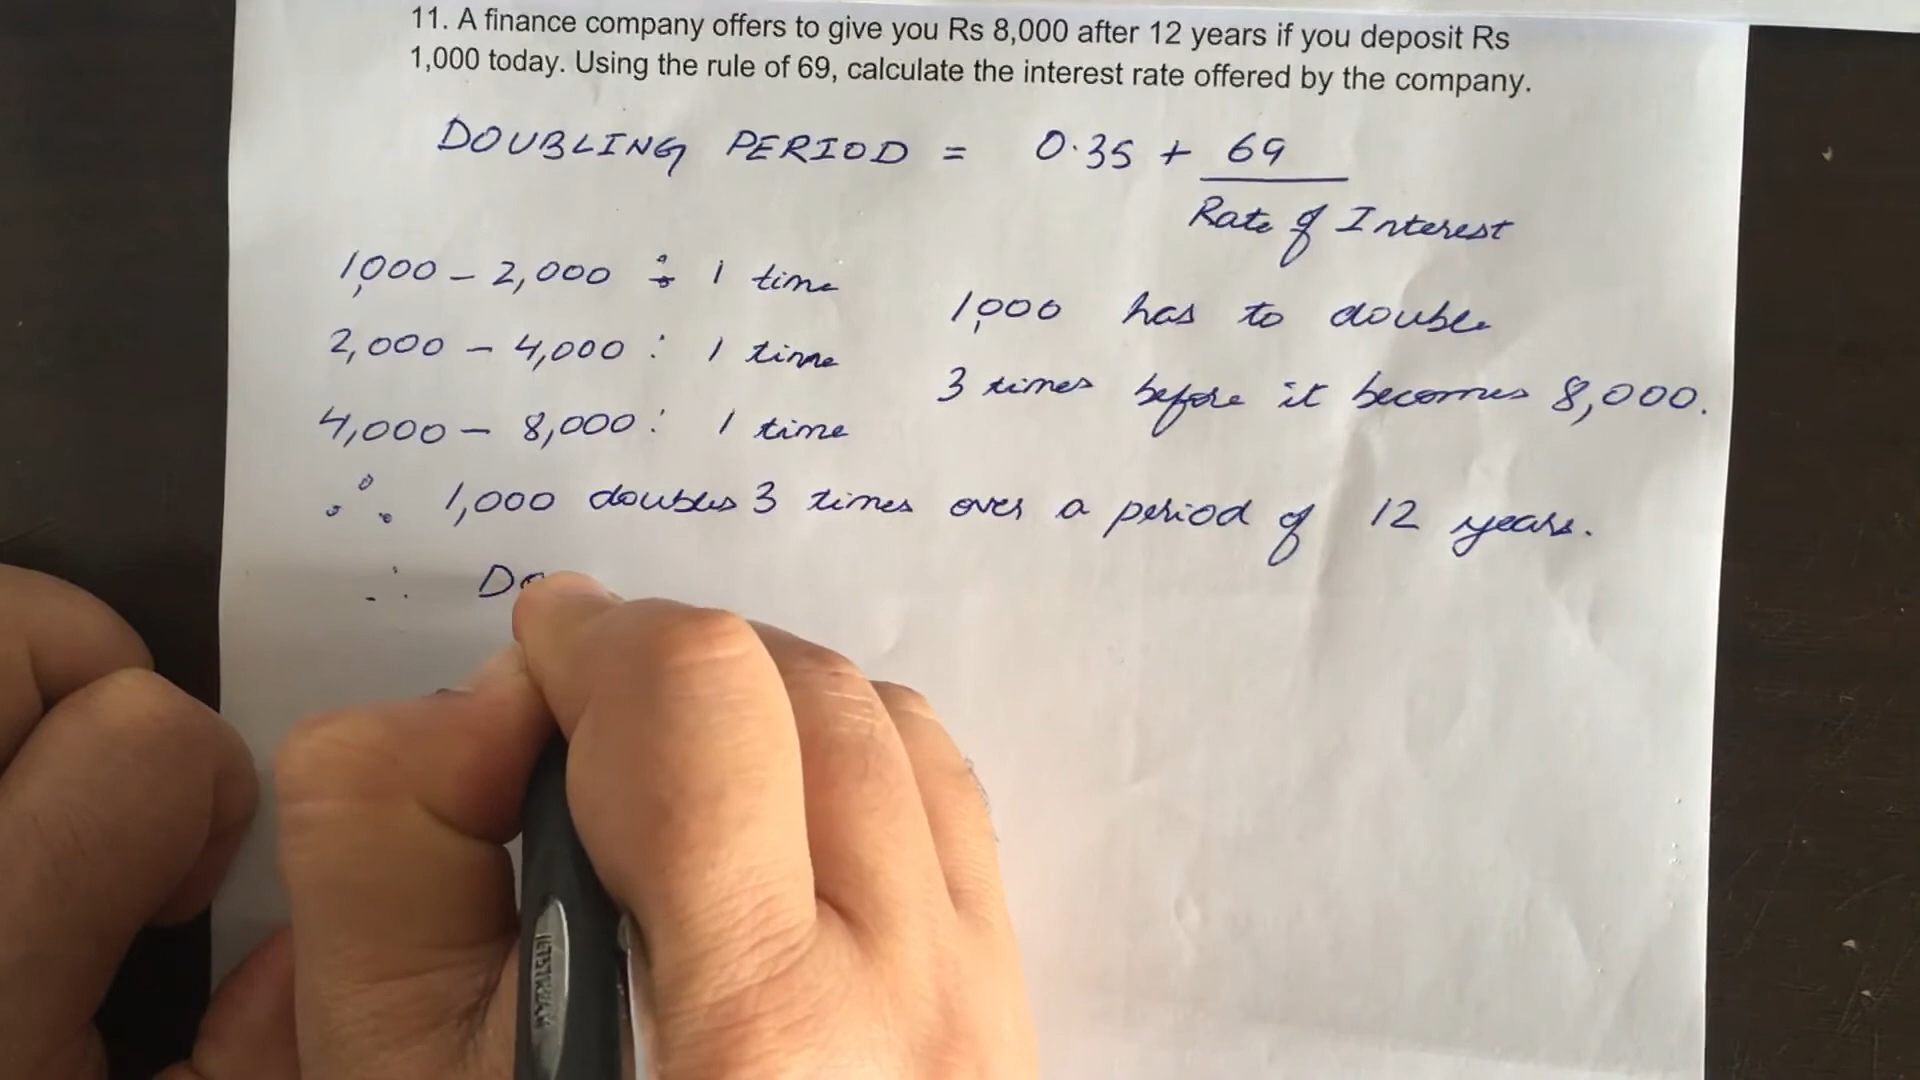 11. A finance company offers to give you Rs 8,000 after 12 years if you deposit Rs
1,000 today. Using the rule of 69, calculate the interest rate offered by the company.
DOUBLING PERIOD = 0.35 + 69
Rate of Interest
1,000 – 2,000 : 1 time
2,000 – 4,000 : 1 time
4,000 – 8,000 : 1 time
1,000 has to double
3 times before it becomes 8,000.
∴ 1,000 doubles 3 times over a period of 12 years.
∴ Do